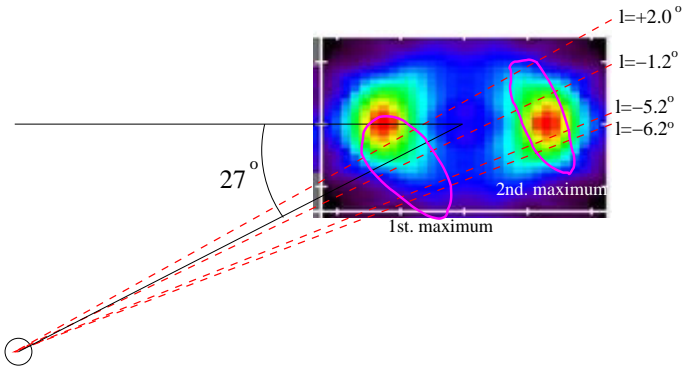 l=+2.0°
l=−1.2°
l=−5.2°
l=−6.2°
27°
2nd. maximum
1st. maximum